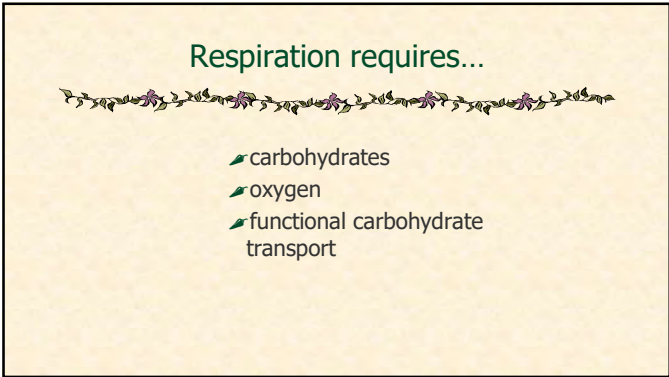 Respiration requires…
carbohydrates
oxygen
functional carbohydrate
transport